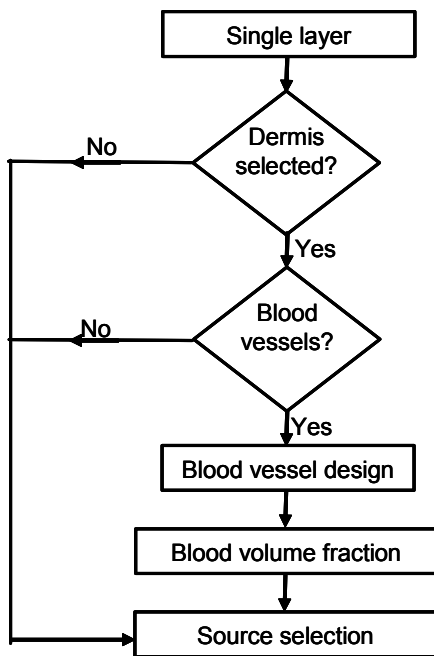 Single layer
Dermis
selected?
No
Yes
Blood
vessels?
No
Yes
Blood vessel design
Blood volume fraction
Source selection